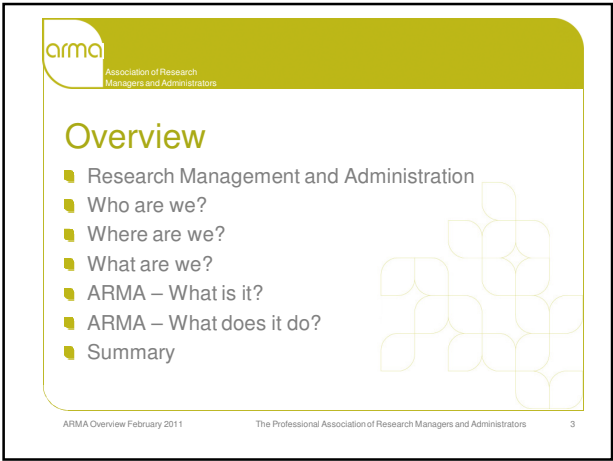 arma
Association of Research
Managers and Administrators
Overview
Research Management and Administration
Who are we?
Where are we?
What are we?
ARMA – What is it?
ARMA – What does it do?
Summary
ARMA Overview February 2011 The Professional Association of Research Managers and Administrators 3